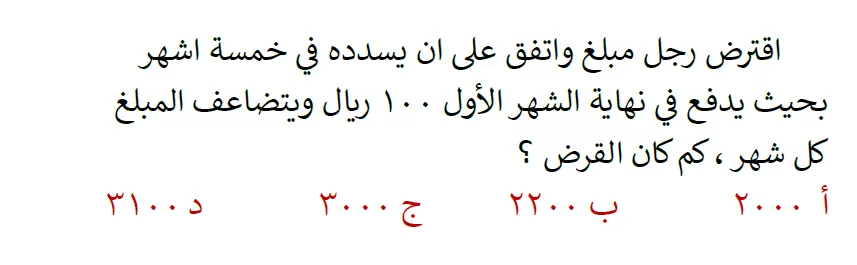 اقترض رجل مبلغ واتفق على ان يسدده في خمسة اشهر
بحيث يدفع في نهاية الشهر الأول ١٠٠ ريال ويتضاعف المبلغ
كل شهر ، كم كان القرض ؟
أ ٢٠٠٠ ب ٢٢٠٠ ج ٣٠٠٠ د ٣١٠٠